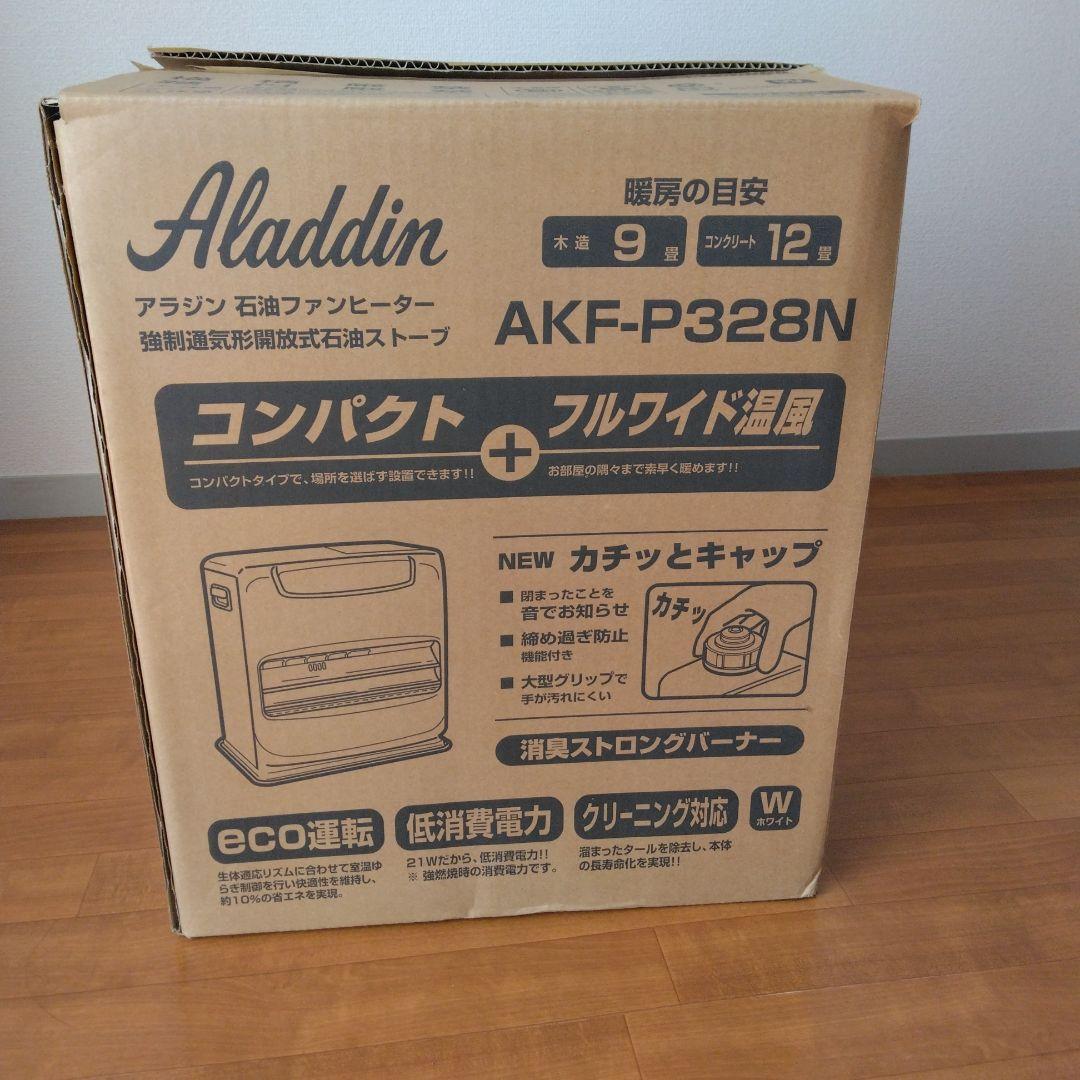 Aladdin
アラジン 石油ファンヒーター
強制通気形開放式石油ストーブ
暖房の目安
木造 9畳 コンクリート 12畳
AKF-P328N
コンパクト + フルワイド温風
コンパクトタイプで、場所を選ばず設置できます!!
お部屋の隅々まで素早く暖めます!!
NEW カチッとキャップ
■ 閉まったことを
音でお知らせ
■ 締め過ぎ防止
機能付き
■ 大型グリップで
手が汚れにくい
カチッ
消臭ストロングバーナー
eco運転
生体適応リズムに合わせて室温ゆ
らぎ制御を行い快適性を維持し、
約10%の省エネを実現。
低消費電力
21Wだから、低消費電力!!
※ 強燃焼時の消費電力です。
クリーニング対応
溜まったタールを除去し、本体
の長寿命化を実現!!
W
ホワイト